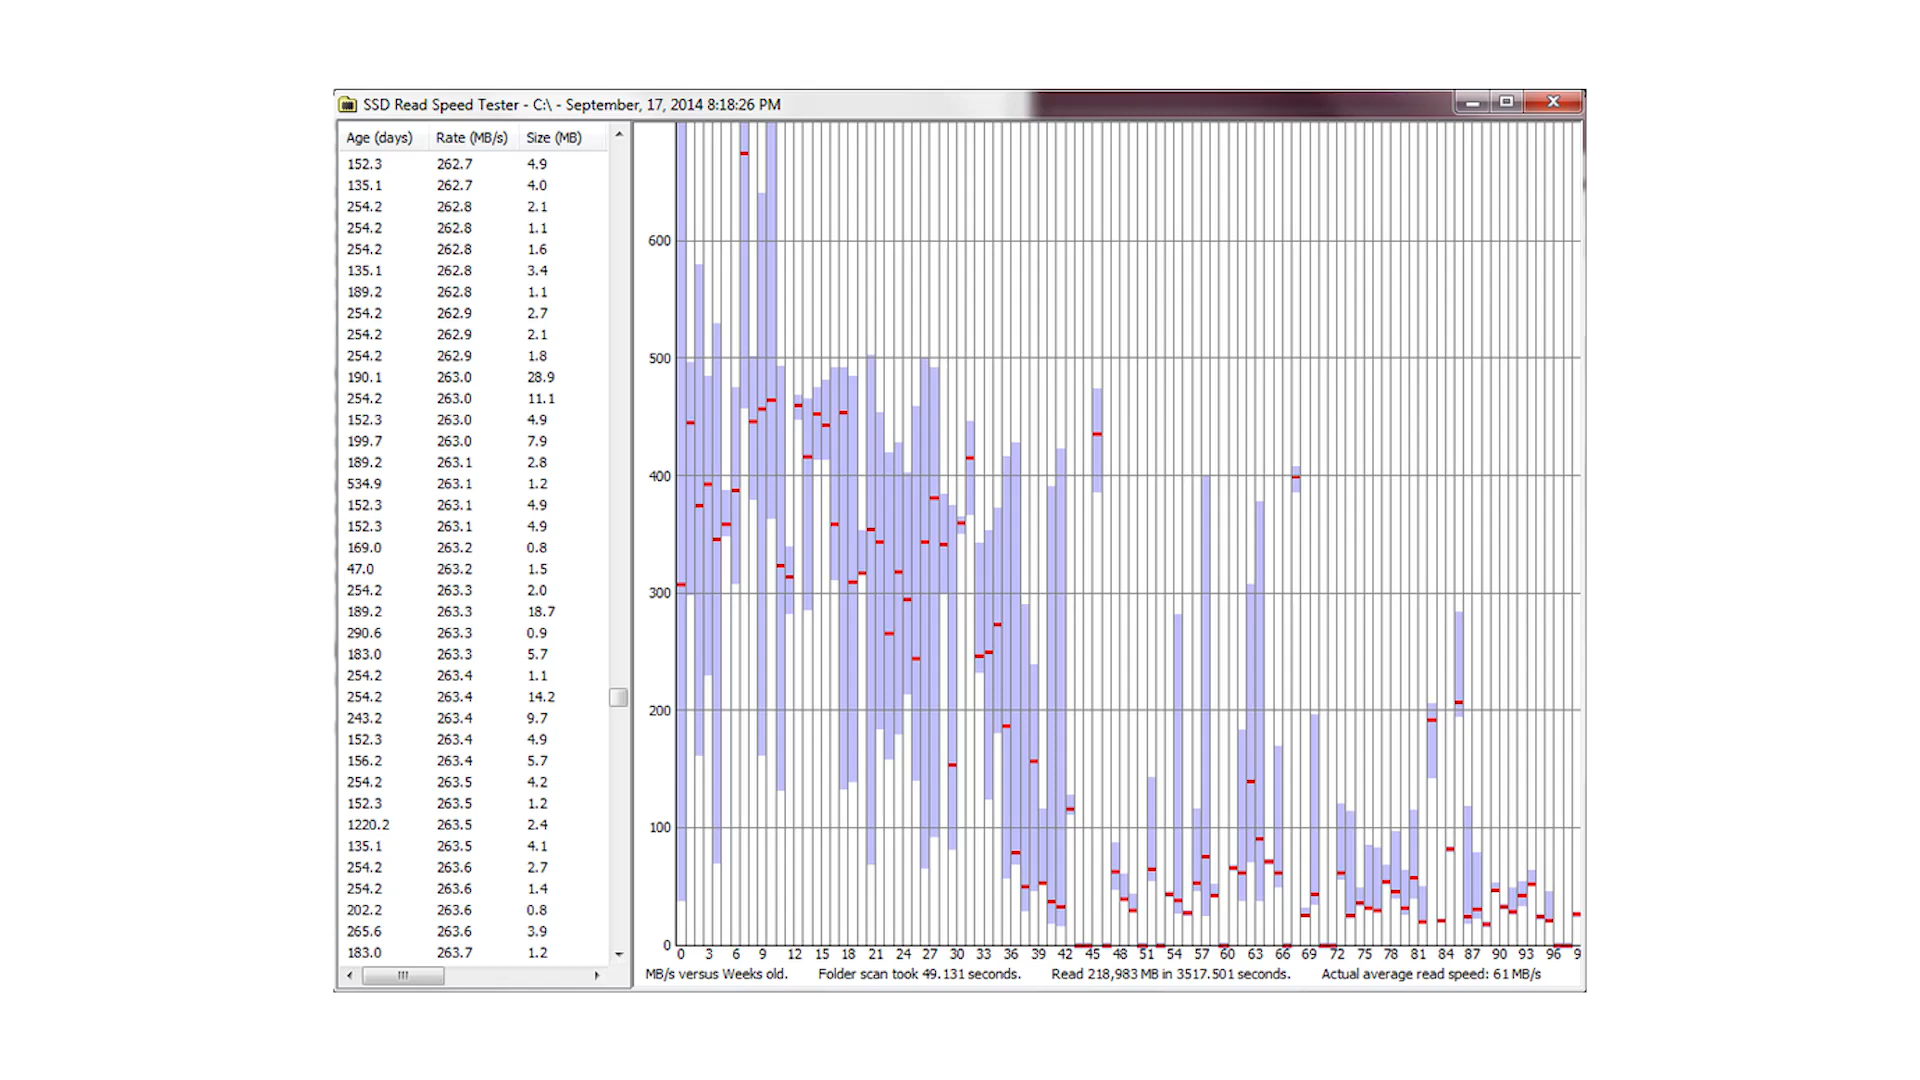 SSD Read Speed Tester - C:\ - September, 17, 2014 8:18:26 PM
Age (days) Rate (MB/s) Size (MB)
152.3 262.7 4.9
135.1 262.7 4.0
254.2 262.8 2.1
254.2 262.8 1.1
254.2 262.8 1.6
135.1 262.8 3.4
189.2 262.8 1.1
254.2 262.9 2.7
254.2 262.9 2.1
254.2 262.9 1.8
190.1 263.0 28.9
254.2 263.0 11.1
152.3 263.0 4.9
199.7 263.0 7.9
189.2 263.1 2.8
534.9 263.1 1.2
152.3 263.1 4.9
152.3 263.1 4.9
169.0 263.2 0.8
47.0 263.2 1.5
254.2 263.3 2.0
189.2 263.3 18.7
290.6 263.3 0.9
183.0 263.3 5.7
254.2 263.4 1.1
254.2 263.4 14.2
243.2 263.4 9.7
152.3 263.4 4.9
156.2 263.4 5.7
254.2 263.5 4.2
152.3 263.5 1.2
1220.2 263.5 2.4
135.1 263.5 4.1
254.2 263.6 2.7
254.2 263.6 1.4
202.2 263.6 0.8
265.6 263.6 3.9
183.0 263.7 1.2
600
500
400
300
200
100
0
0 3 6 9 12 15 18 21 24 27 30 33 36 39 42 45 48 51 54 57 60 63 66 69 72 75 78 81 84 87 90 93 96 9
MB/s versus Weeks old. Folder scan took 49.131 seconds. Read 218,983 MB in 3517.501 seconds. Actual average read speed: 61 MB/s